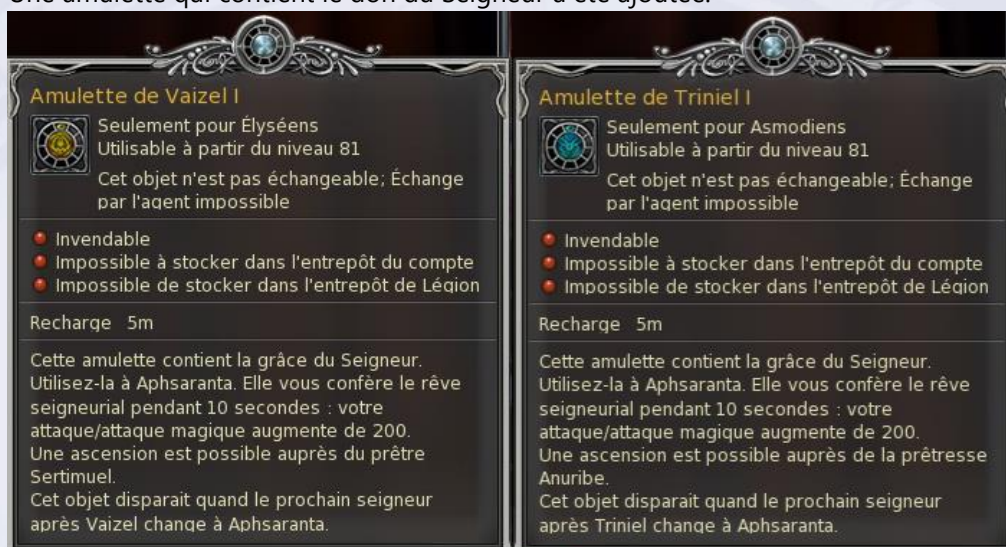 Une amulette qui contient le don du Seigneur a été ajoutée.
Amulette de Vaizel I
Seulement pour Élyséens
Utilisable à partir du niveau 81
Cet objet n'est pas échangeable; Échange
par l'agent impossible
Invendable
Impossible à stocker dans l'entrepôt du compte
Impossible de stocker dans l'entrepôt de Légion
Recharge 5m
Cette amulette contient la grâce du Seigneur.
Utilisez-la à Aphsaranta. Elle vous confère le rêve
seigneurial pendant 10 secondes : votre
attaque/attaque magique augmente de 200.
Une ascension est possible auprès du prêtre
Sertimuel.
Cet objet disparait quand le prochain seigneur
après Vaizel change à Aphsaranta.
Amulette de Triniel I
Seulement pour Asmodiens
Utilisable à partir du niveau 81
Cet objet n'est pas échangeable; Échange
par l'agent impossible
Invendable
Impossible à stocker dans l'entrepôt du compte
Impossible de stocker dans l'entrepôt de Légion
Recharge 5m
Cette amulette contient la grâce du Seigneur.
Utilisez-la à Aphsaranta. Elle vous confère le rêve
seigneurial pendant 10 secondes : votre
attaque/attaque magique augmente de 200.
Une ascension est possible auprès de la prêtresse
Anuribe.
Cet objet disparait quand le prochain seigneur
après Triniel change à Aphsaranta.